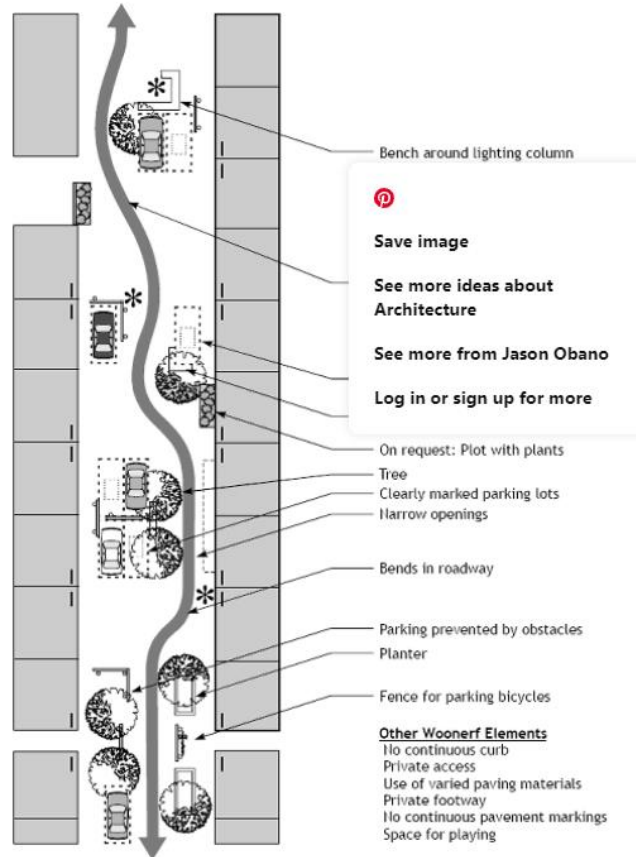 Bench around lighting column
Save image
See more ideas about
Architecture
See more from Jason Obano
Log in or sign up for more
On request: Plot with plants
Tree
Clearly marked parking lots
Narrow openings
Bends in roadway
Parking prevented by obstacles
Planter
Fence for parking bicycles
Other Woonerf Elements
No continuous curb
Private access
Use of varied paving materials
Private footway
No continuous pavement markings
Space for playing